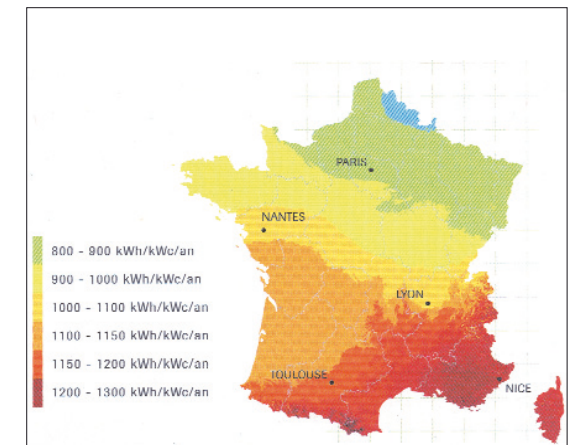 PARIS
NANTES
LYON
TOULOUSE
NICE
800 - 900 kWh/kWc/an
900 - 1000 kWh/kWc/an
1000 - 1100 kWh/kWc/an
1100 - 1150 kWh/kWc/an
1150 - 1200 kWh/kWc/an
1200 - 1300 kWh/kWc/an